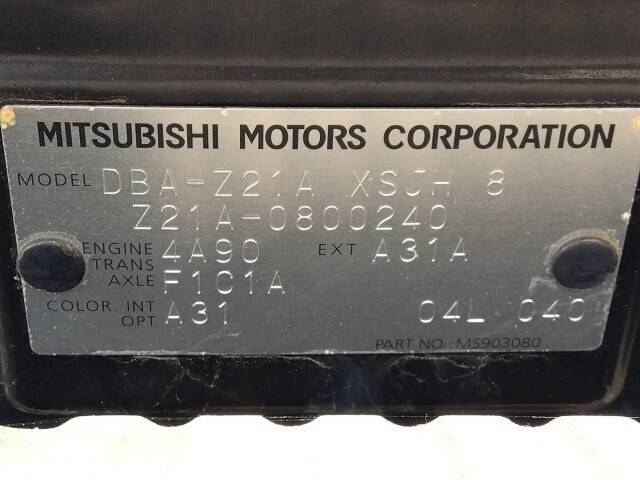 MITSUBISHI MOTORS CORPORATION
MODEL DBA-Z21A XSJH 8
Z21A-0800240
ENGINE 4A90 EXT A31A
TRANS
AXLE F1C1A
COLOR. INT A31 04L 040
OPT
PART NO. MS903080